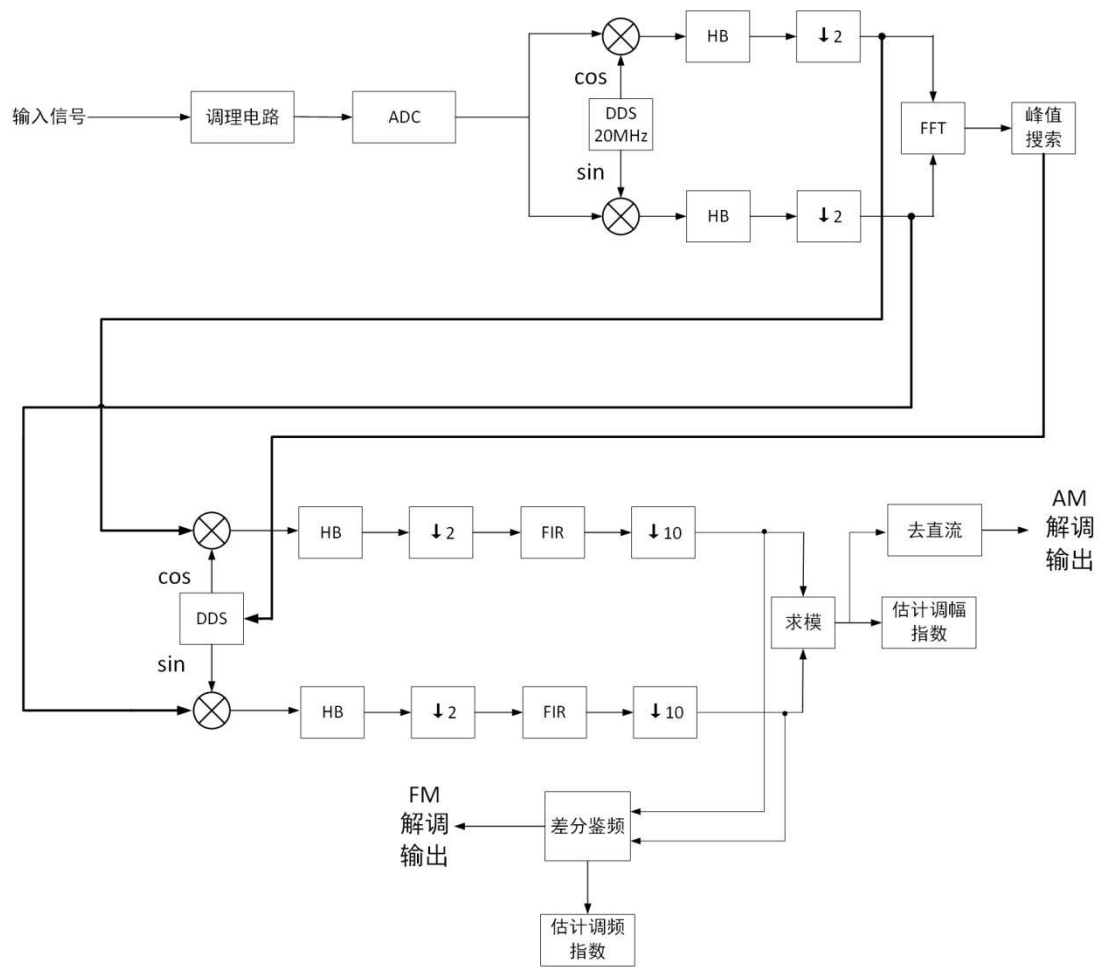 HB
↓2
cos
输入信号
调理电路
ADC
DDS
20MHz
FFT
峰值
搜索
sin
HB
↓2
HB
↓2
FIR
↓10
去直流
AM
解调
输出
cos
DDS
求模
估计调幅
指数
sin
HB
↓2
FIR
↓10
FM
解调
输出
差分鉴频
估计调频
指数